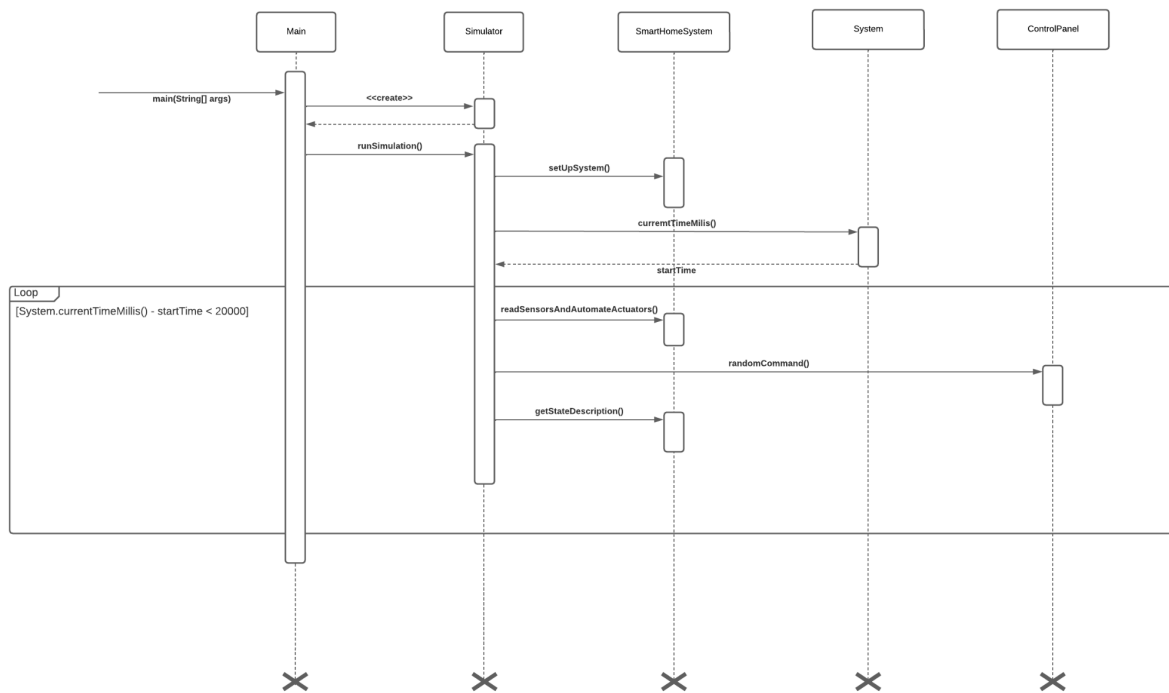 Main
Simulator
SmartHomeSystem
System
ControlPanel
main(String[] args)
<<create>>
runSimulation()
setUpSystem()
curremtTimeMilis()
startTime
Loop
[System.currentTimeMillis() - startTime < 20000]
readSensorsAndAutomateActuators()
randomCommand()
getStateDescription()